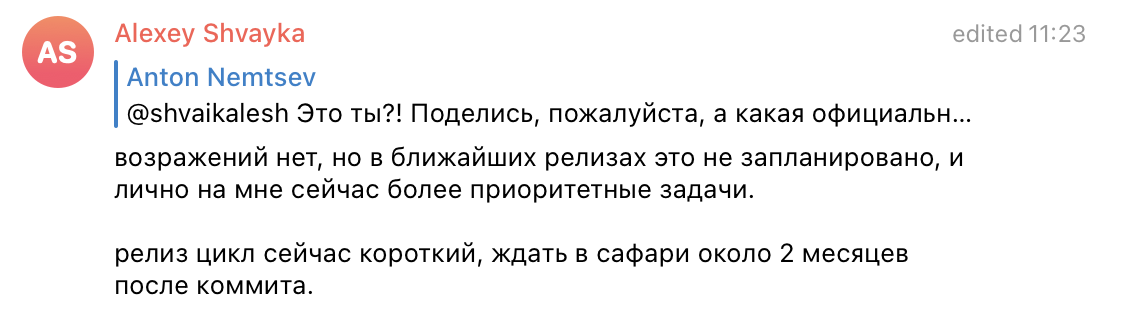 AS
Alexey Shvayka
edited 11:23
Anton Nemtsev
@shvaikalesh Это ты?! Поделись, пожалуйста, а какая официальн...
возражений нет, но в ближайших релизах это не запланировано, и
лично на мне сейчас более приоритетные задачи.
релиз цикл сейчас короткий, ждать в сафари около 2 месяцев
после коммита.